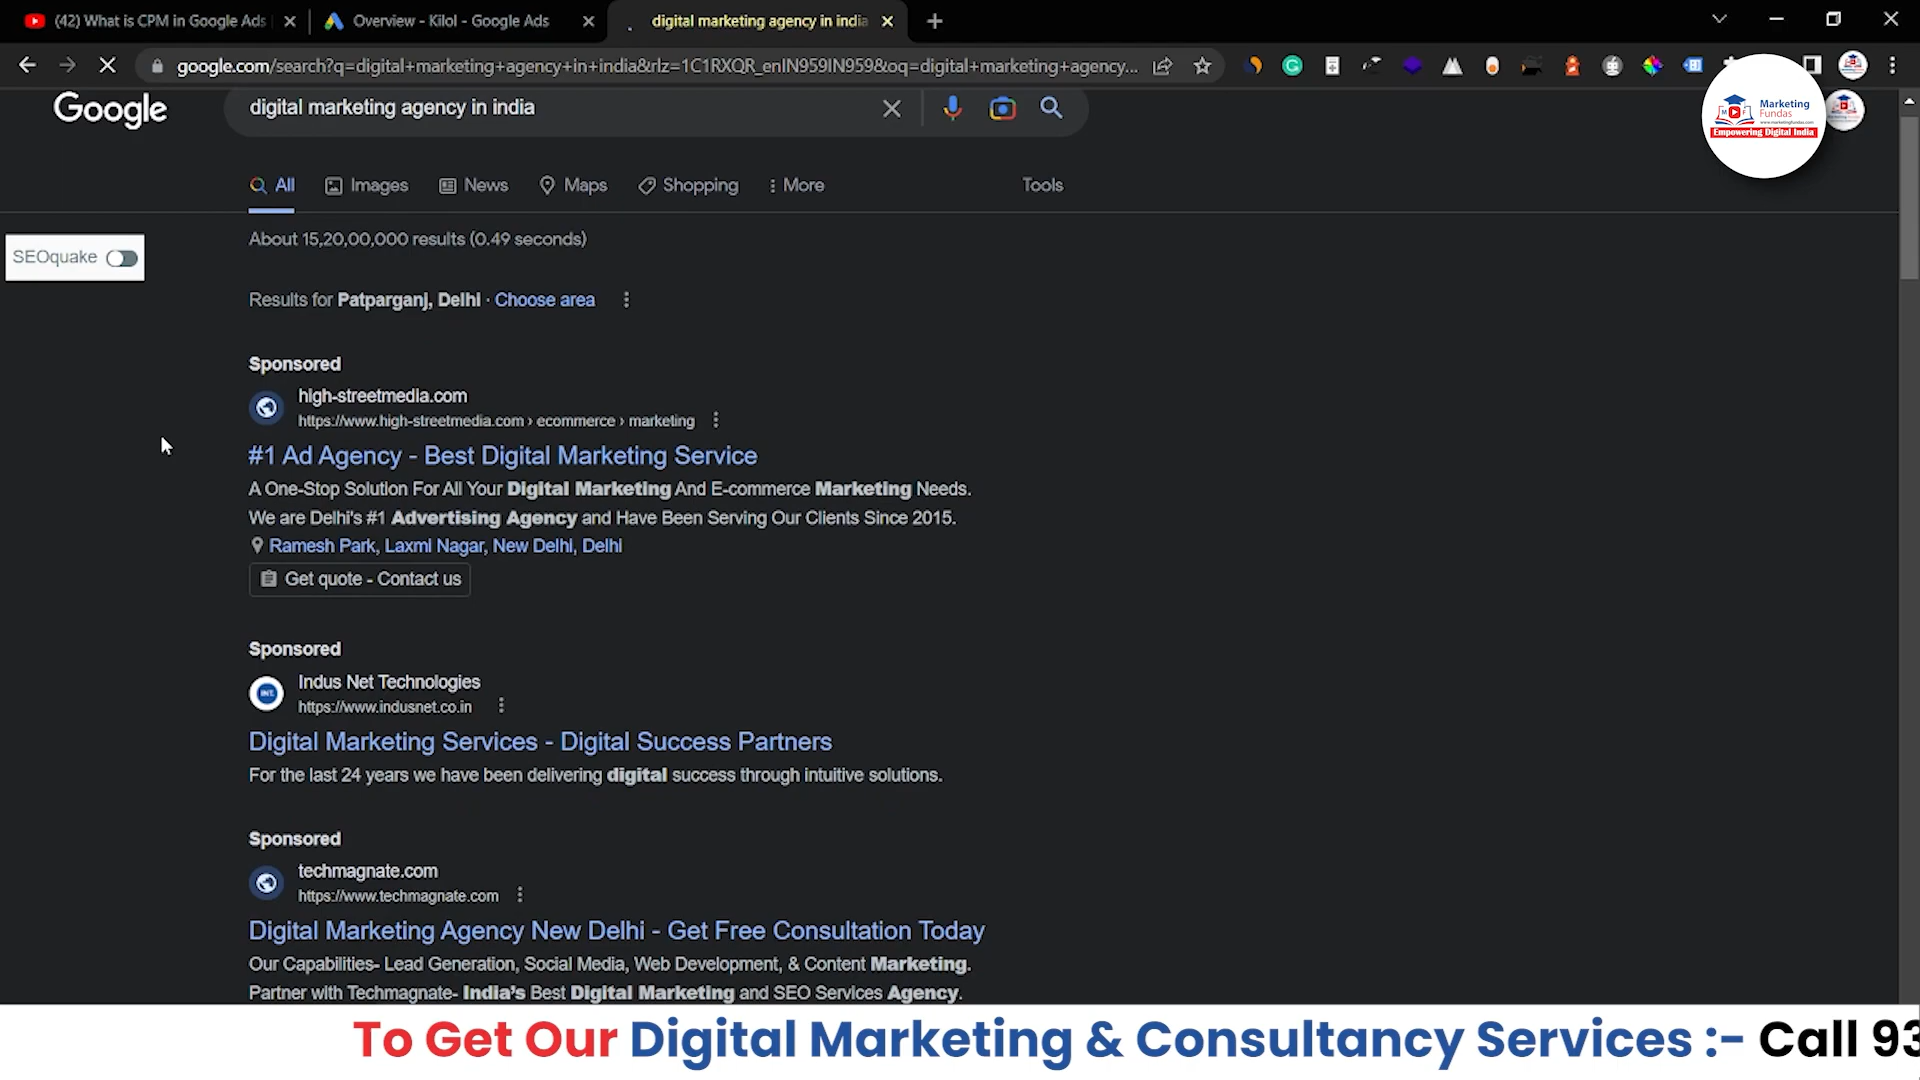 (42) What is CPM in Google Ads
Overview - Kilol - Google Ads
digital marketing agency in india
google.com/search?q=digital+marketing+agency+in+india&rlz=1C1RXQR_enIN959IN959&oq=digital+marketing+agency...
Google
digital marketing agency in india
Marketing
Fundas
www.marketingfundas.com
Empowering Digital India
All
Images
News
Maps
Shopping
More
Tools
About 15,20,00,000 results (0.49 seconds)
SEOquake
Results for Patparganj, Delhi · Choose area
Sponsored
high-streetmedia.com
https://www.high-streetmedia.com › ecommerce › marketing
#1 Ad Agency - Best Digital Marketing Service
A One-Stop Solution For All Your Digital Marketing And E-commerce Marketing Needs.
We are Delhi's #1 Advertising Agency and Have Been Serving Our Clients Since 2015.
Ramesh Park, Laxmi Nagar, New Delhi, Delhi
Get quote - Contact us
Sponsored
INT.
Indus Net Technologies
https://www.indusnet.co.in
Digital Marketing Services - Digital Success Partners
For the last 24 years we have been delivering digital success through intuitive solutions.
Sponsored
techmagnate.com
https://www.techmagnate.com
Digital Marketing Agency New Delhi - Get Free Consultation Today
Our Capabilities- Lead Generation, Social Media, Web Development, & Content Marketing.
Partner with Techmagnate- India's Best Digital Marketing and SEO Services Agency.
To Get Our Digital Marketing & Consultancy Services :- Call 93